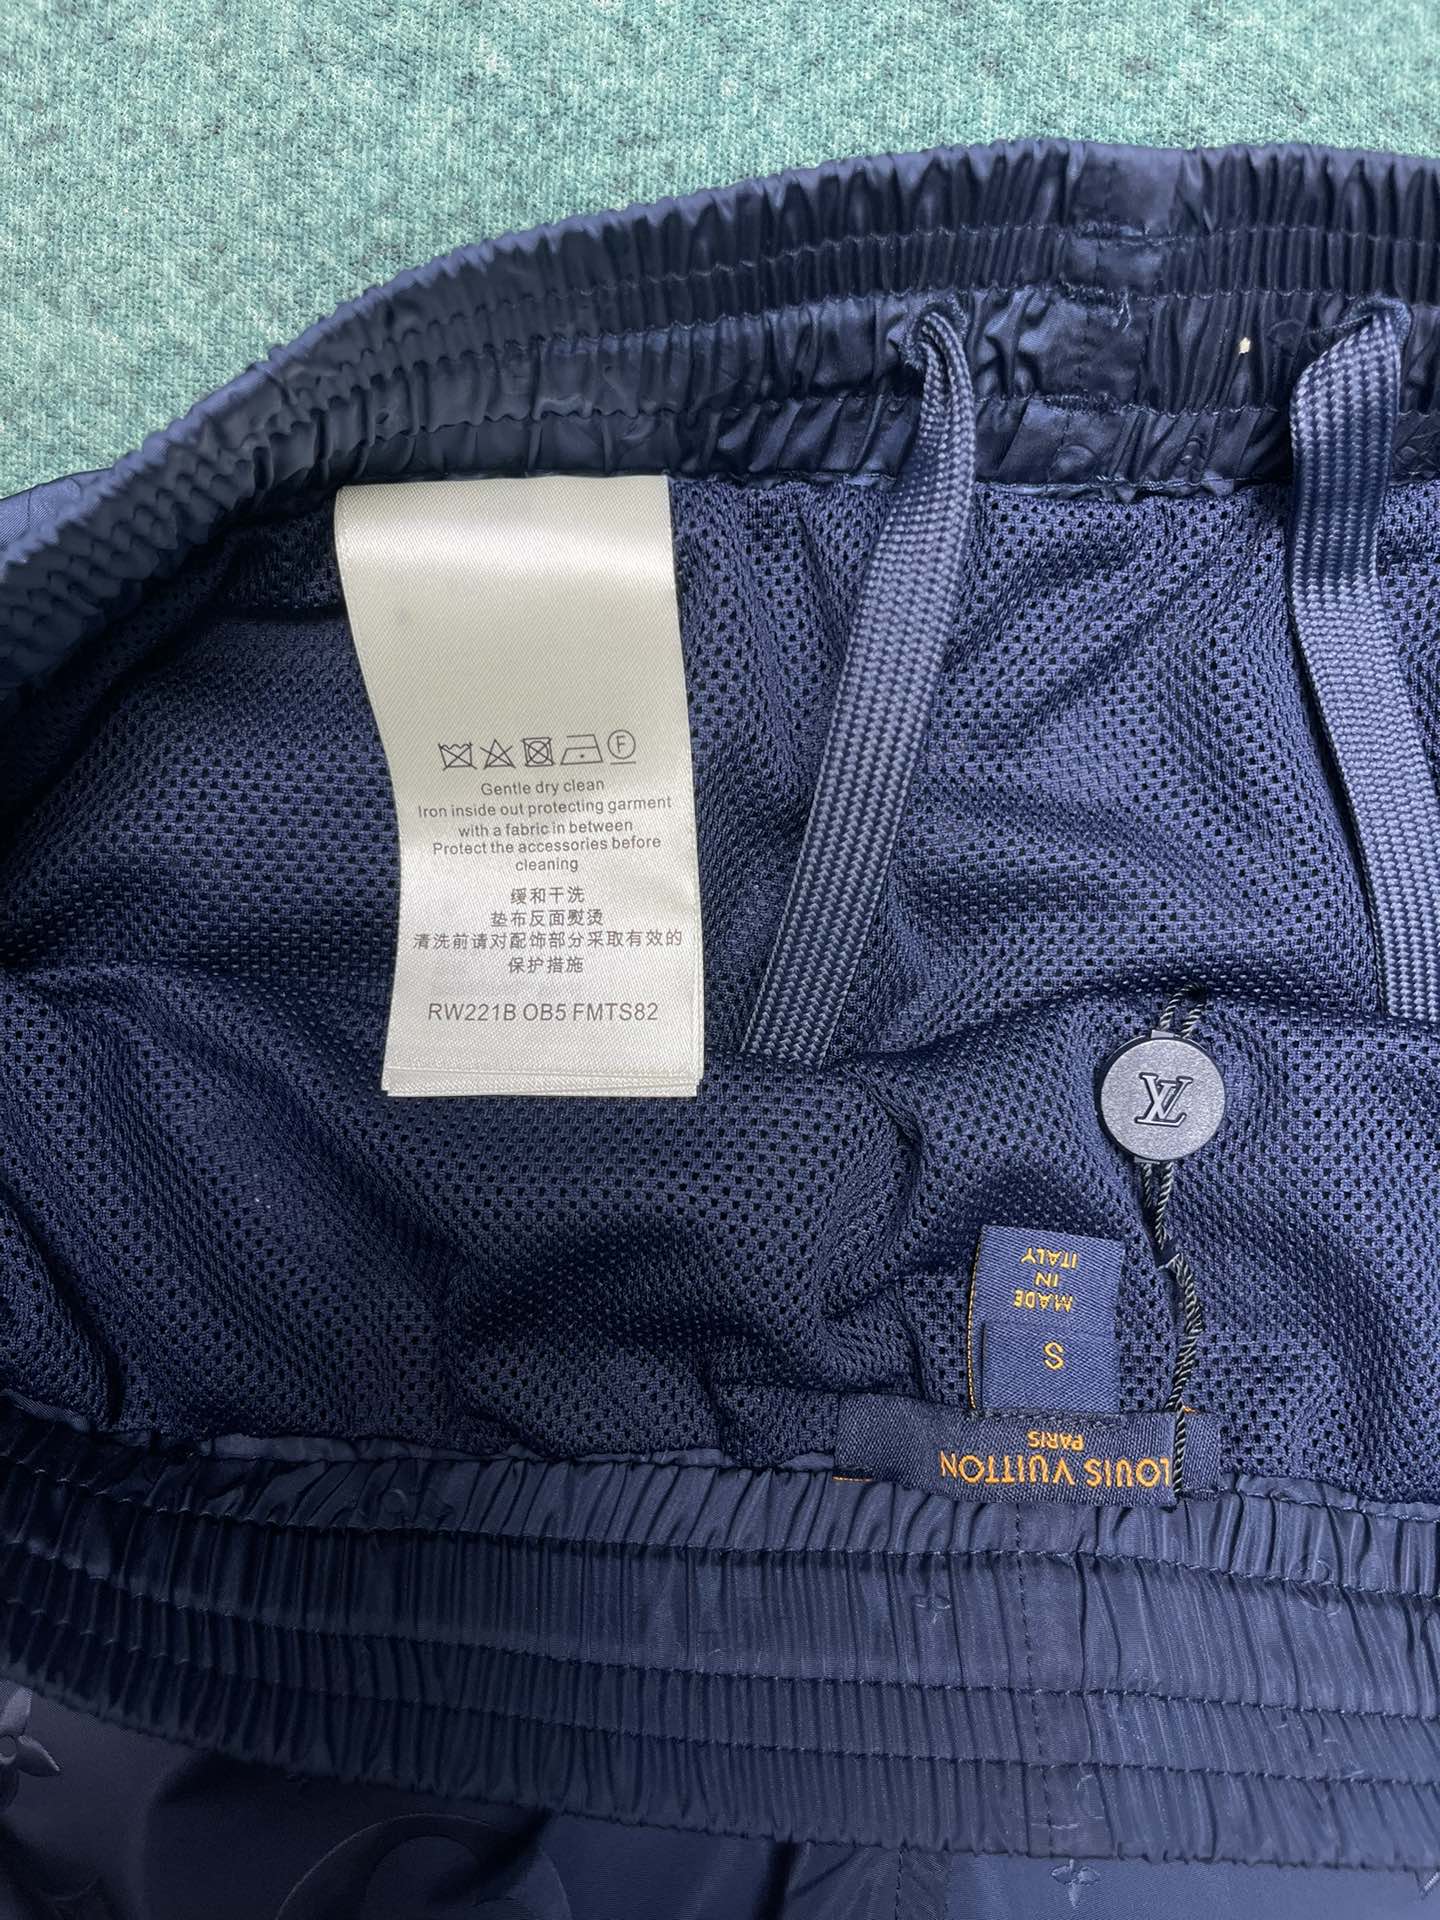 F
Gentle dry clean
Iron inside out protecting garment
with a fabric in between
Protect the accessories before
cleaning
缓和干洗
垫布反面熨烫
清洗前请对配饰部分采取有效的
保护措施
RW221B OB5 FMTS82
LV
MADE
IN
ITALY
S
LOUIS VUITTON
PARIS